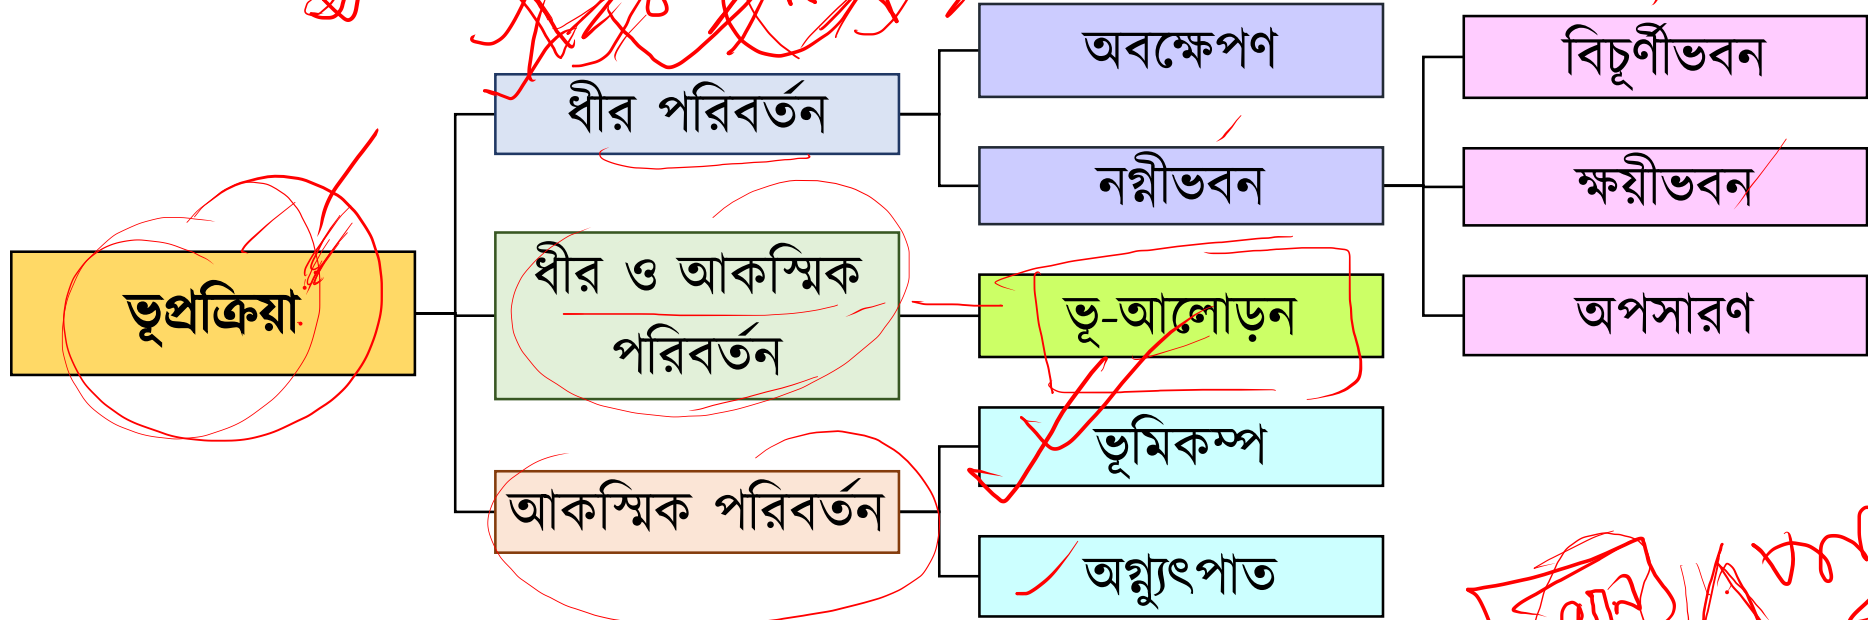 ভূপ্রক্রিয়া
ধীর পরিবর্তন
অবক্ষেপণ
নগ্নীভবন
বিচূর্ণীভবন
ক্ষয়ীভবন
অপসারণ
ধীর ও আকস্মিক
পরিবর্তন
ভূ-আলোড়ন
আকস্মিক পরিবর্তন
ভূমিকম্প
অগ্ন্যুৎপাত